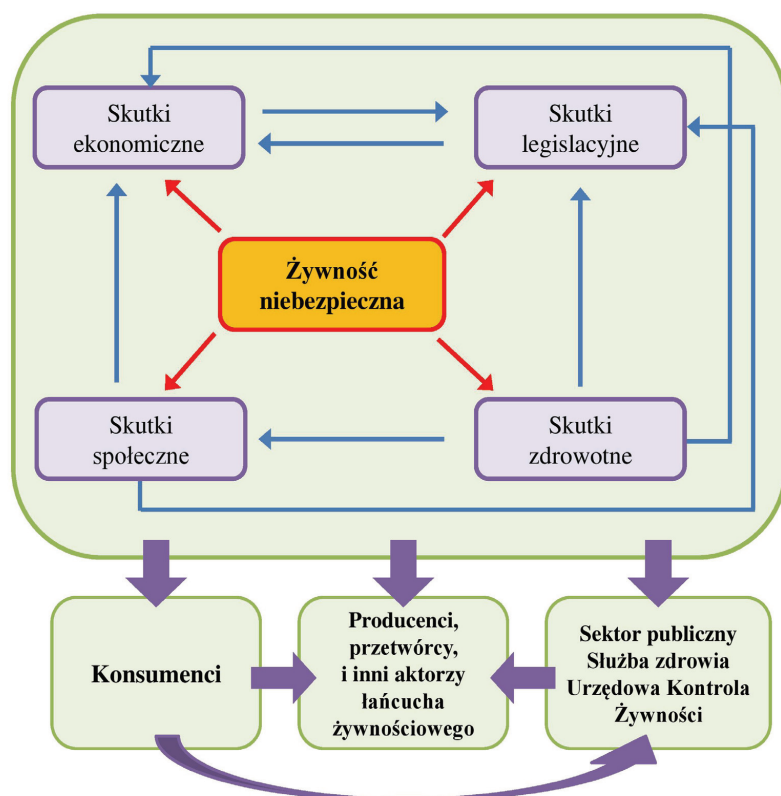 Skutki
ekonomiczne
Skutki
legislacyjne
Żywność
niebezpieczna
Skutki
społeczne
Skutki
zdrowotne
Konsumenci
Producenci,
przetwórcy,
i inni aktorzy
łańcucha
żywnościowego
Sektor publiczny
Służba zdrowia
Urzędowa Kontrola
Żywności